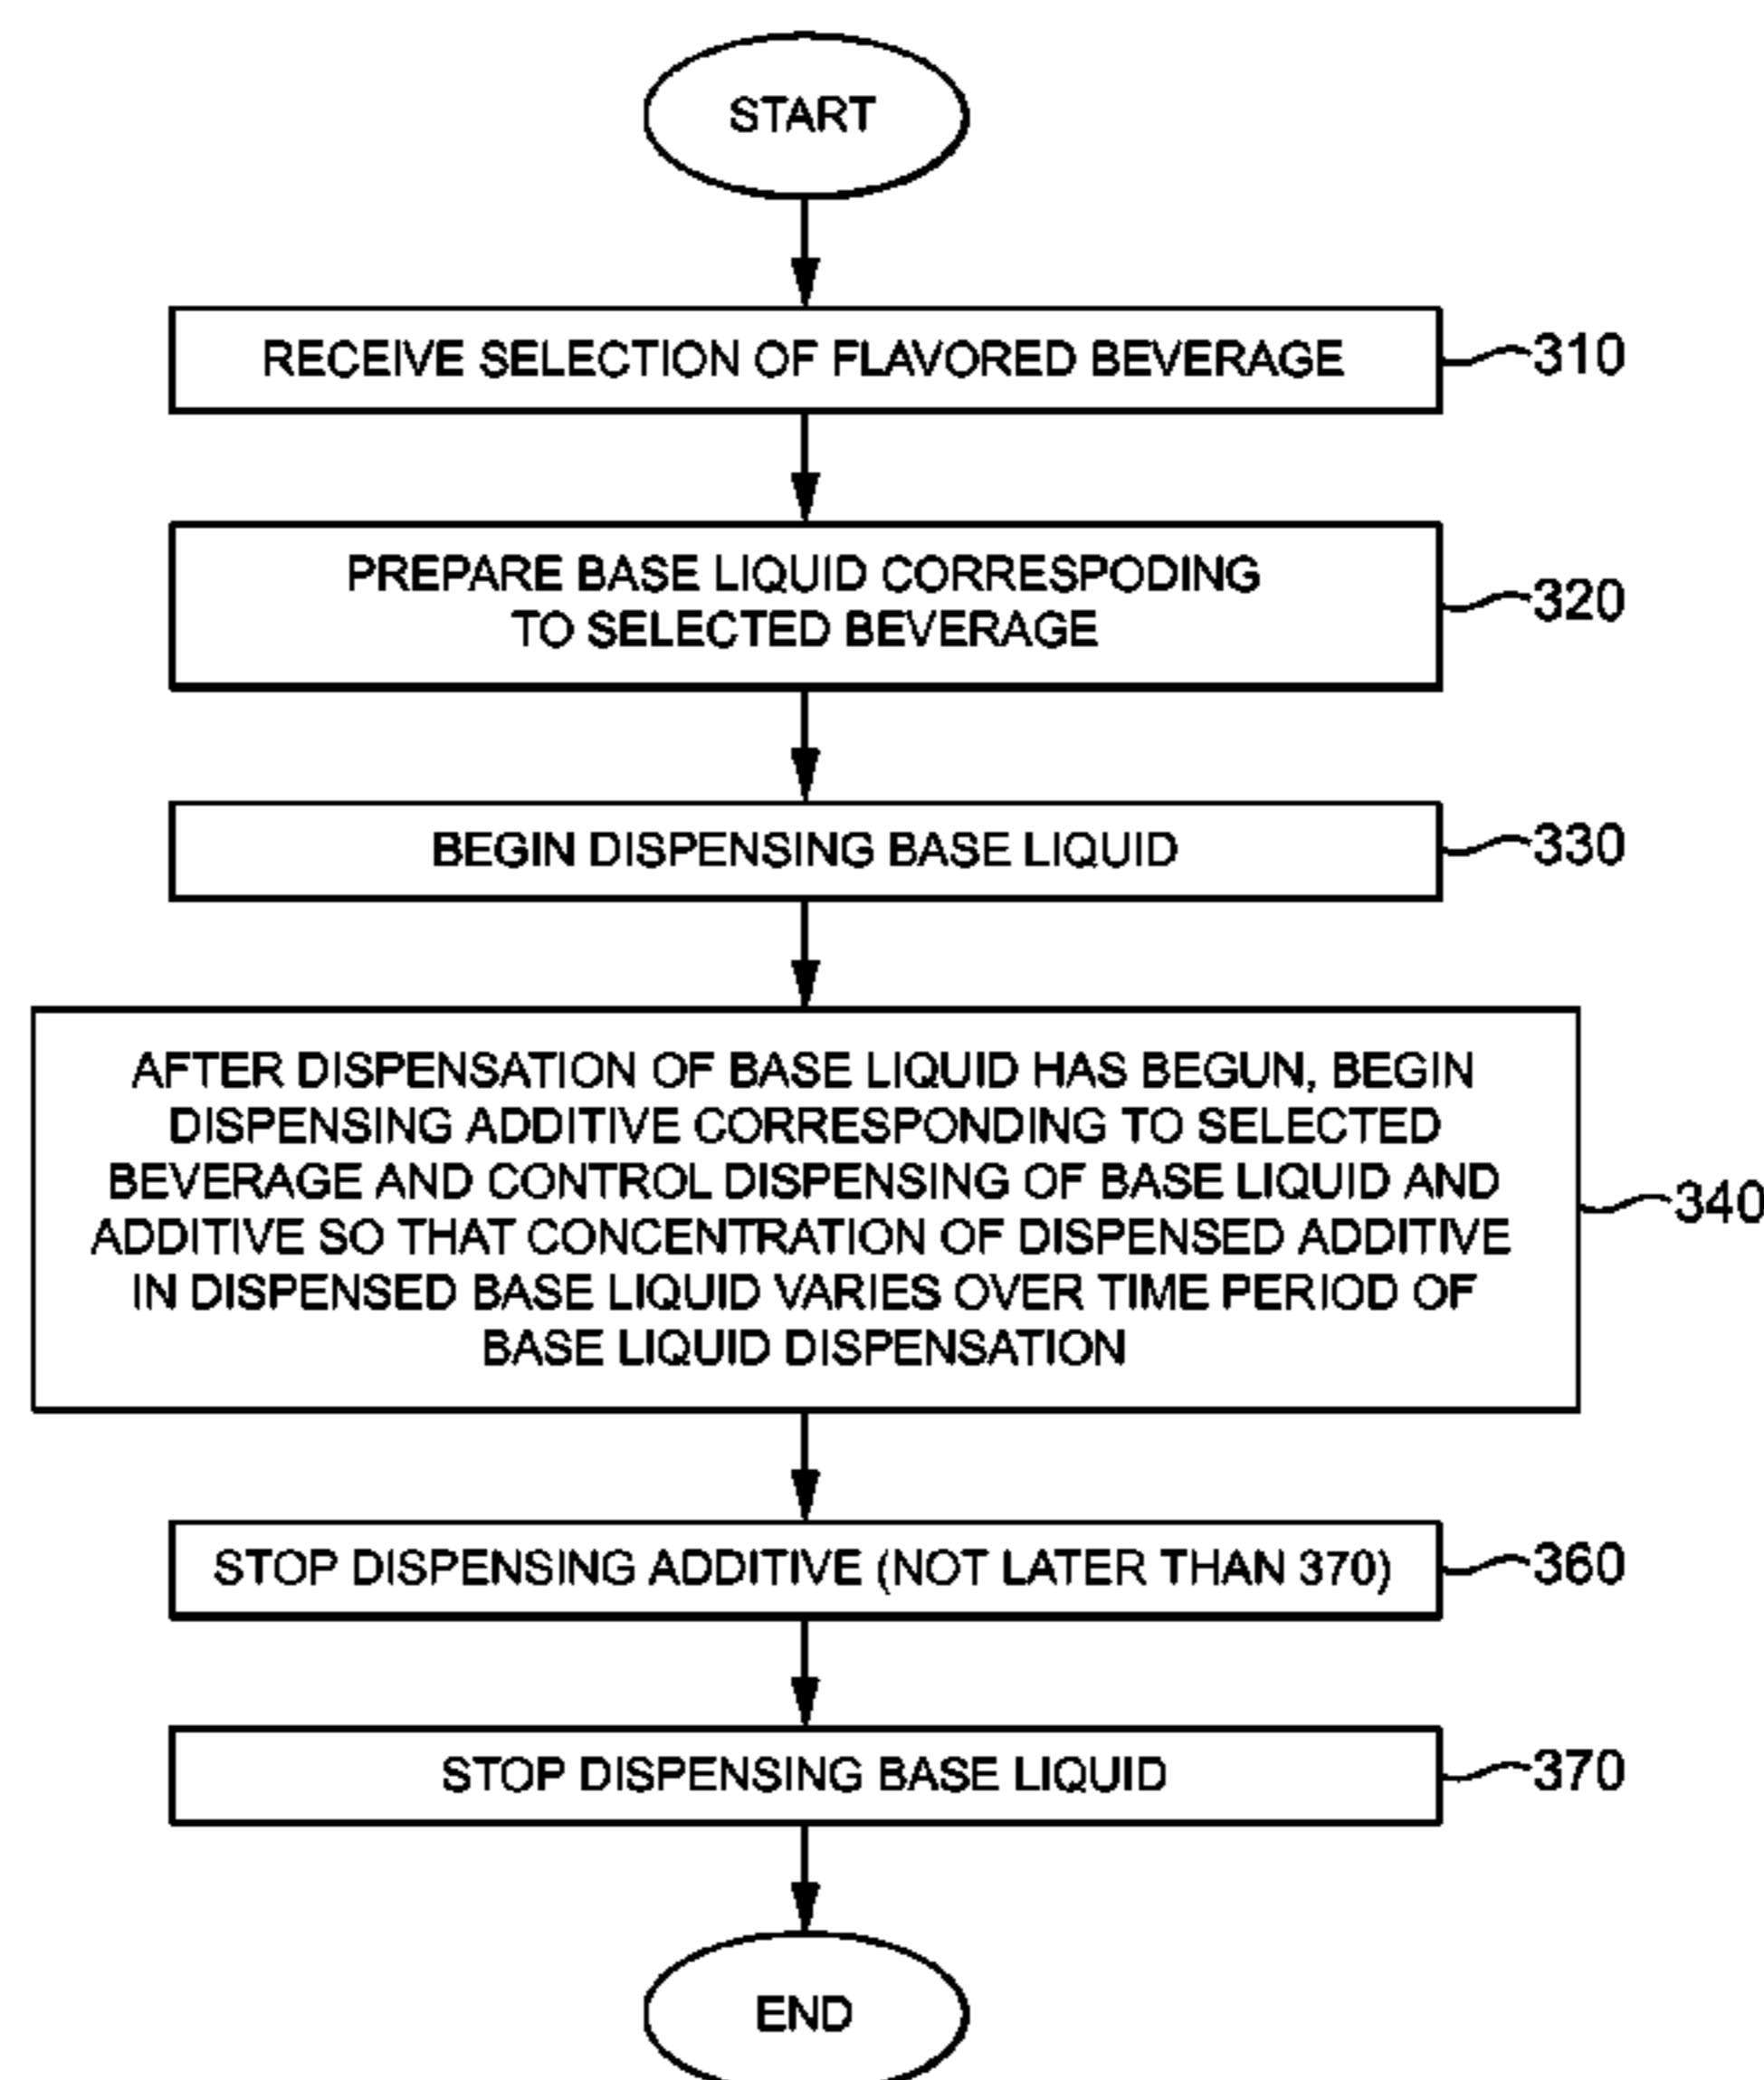 START
RECEIVE SELECTION OF FLAVORED BEVERAGE
310
PREPARE BASE LIQUID CORRESPODING
TO SELECTED BEVERAGE
320
BEGIN DISPENSING BASE LIQUID
330
AFTER DISPENSATION OF BASE LIQUID HAS BEGUN, BEGIN
DISPENSING ADDITIVE CORRESPONDING TO SELECTED
BEVERAGE AND CONTROL DISPENSING OF BASE LIQUID AND
ADDITIVE SO THAT CONCENTRATION OF DISPENSED ADDITIVE
IN DISPENSED BASE LIQUID VARIES OVER TIME PERIOD OF
BASE LIQUID DISPENSATION
340
STOP DISPENSING ADDITIVE (NOT LATER THAN 370)
360
STOP DISPENSING BASE LIQUID
370
END